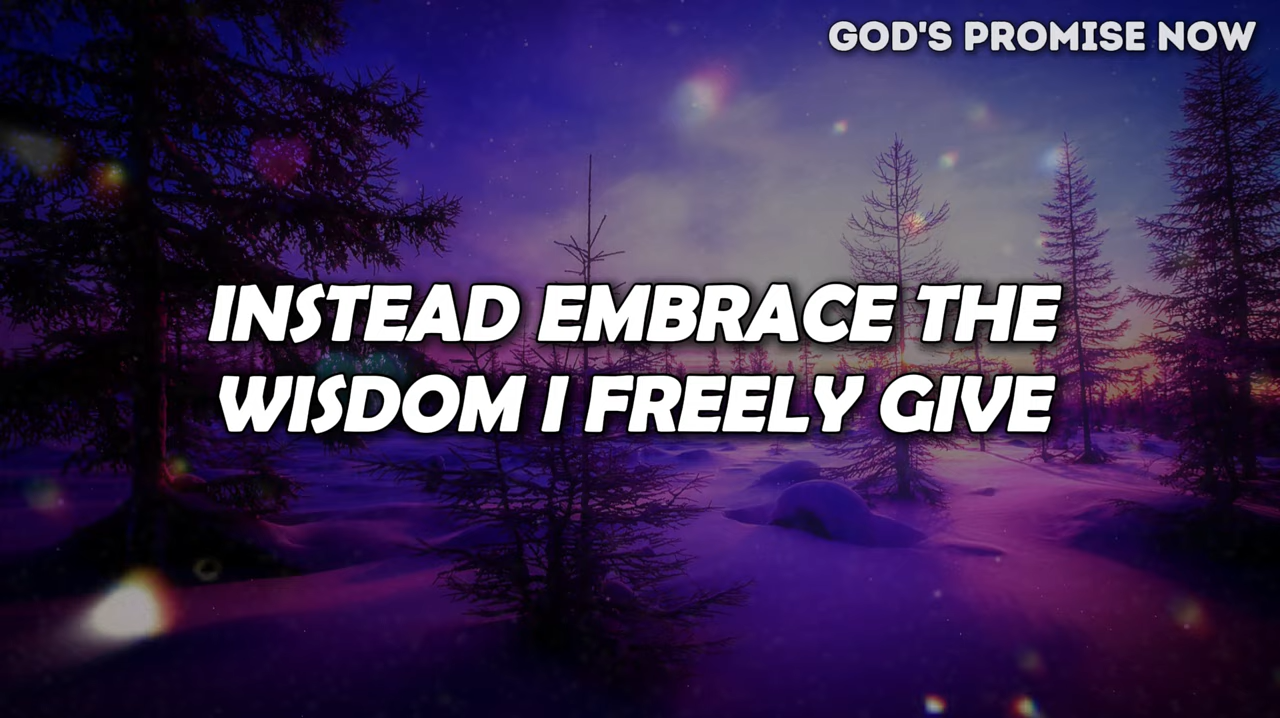 GOD'S PROMISE NOW
INSTEAD EMBRACE THE
WISDOM I FREELY GIVE